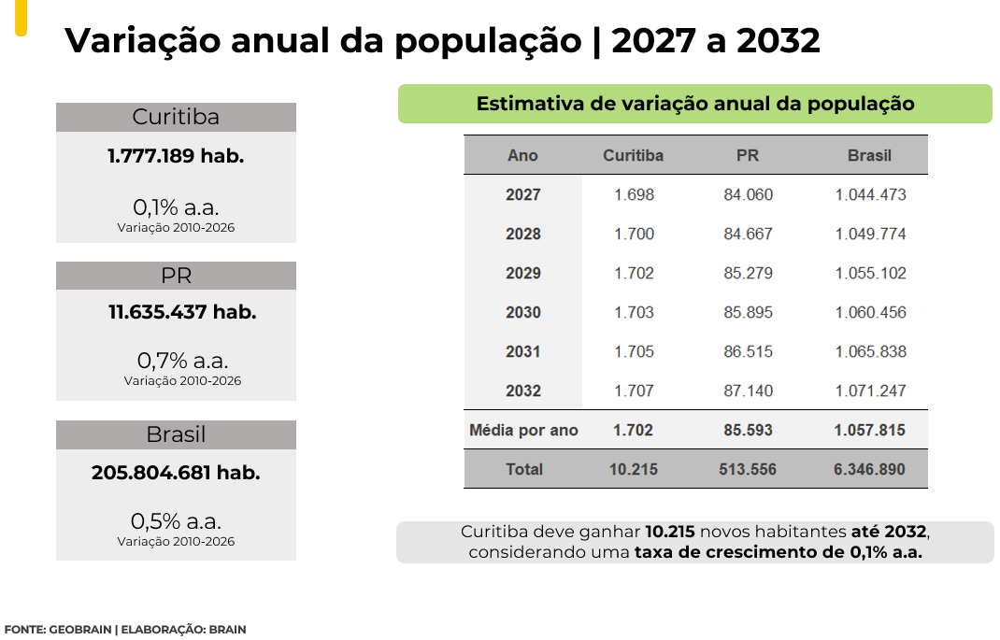 Variação anual da população | 2027 a 2032
Curitiba
1.777.189 hab.
0,1% a.a.
Variação 2010-2026
PR
11.635.437 hab.
0,7% a.a.
Variação 2010-2026
Brasil
205.804.681 hab.
0,5% a.a.
Variação 2010-2026
Estimativa de variação anual da população
Ano Curitiba PR Brasil
2027 1.698 84.060 1.044.473
2028 1.700 84.667 1.049.774
2029 1.702 85.279 1.055.102
2030 1.703 85.895 1.060.456
2031 1.705 86.515 1.065.838
2032 1.707 87.140 1.071.247
Média por ano 1.702 85.593 1.057.815
Total 10.215 513.556 6.346.890
Curitiba deve ganhar 10.215 novos habitantes até 2032,
considerando uma taxa de crescimento de 0,1% a.a.
FONTE: GEOBRAIN | ELABORAÇÃO: BRAIN